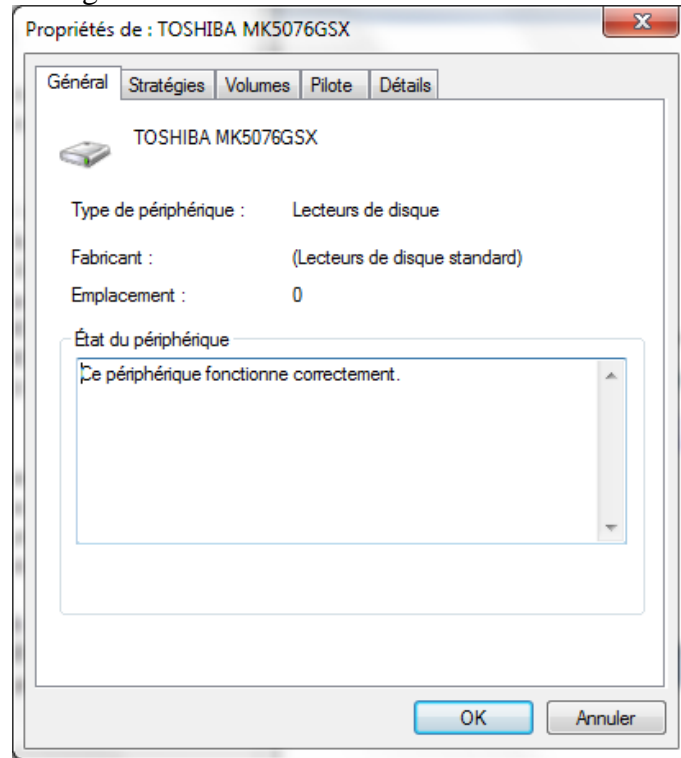 Propriétés de : TOSHIBA MK5076GSX
Général Stratégies Volumes Pilote Détails
TOSHIBA MK5076GSX
Type de périphérique : Lecteurs de disque
Fabricant : (Lecteurs de disque standard)
Emplacement : 0
État du périphérique
Ce périphérique fonctionne correctement.
OK Annuler